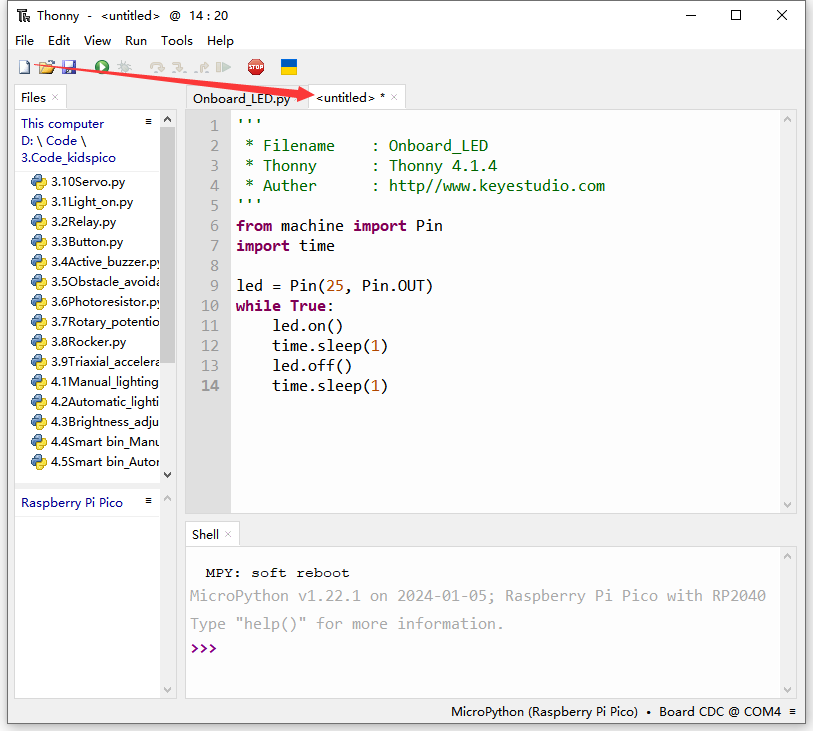 Thonny - <untitled> @ 14 : 20
File Edit View Run Tools Help
STOP
Files
This computer
D: \ Code \
3.Code_kidspico
3.10Servo.py
3.1Light_on.py
3.2Relay.py
3.3Button.py
3.4Active_buzzer.py
3.5Obstacle_avoida
3.6Photoresistor.py
3.7Rotary_potentio
3.8Rocker.py
3.9Triaxial_accelera
4.1Manual_lighting
4.2Automatic_lighti
4.3Brightness_adju
4.4Smart bin_Manu
4.5Smart bin_Autor
Raspberry Pi Pico
Onboard_LED.py <untitled> *
1 '''
2 * Filename : Onboard_LED
3 * Thonny : Thonny 4.1.4
4 * Auther : http//www.keyestudio.com
5 '''
6 from machine import Pin
7 import time
8
9 led = Pin(25, Pin.OUT)
10 while True:
11 led.on()
12 time.sleep(1)
13 led.off()
14 time.sleep(1)
Shell
MPY: soft reboot
MicroPython v1.22.1 on 2024-01-05; Raspberry Pi Pico with RP2040
Type "help()" for more information.
>>>
MicroPython (Raspberry Pi Pico) • Board CDC @ COM4 ≡